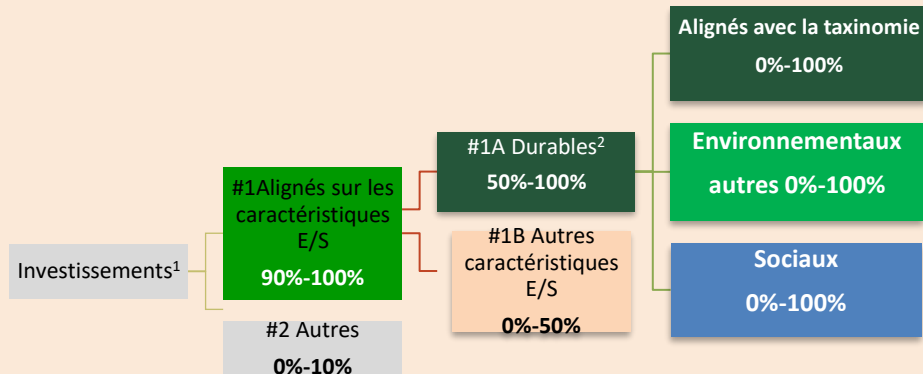 Investissements¹
#1Alignés sur les
caractéristiques
E/S
90%-100%
#2 Autres
0%-10%
#1A Durables²
50%-100%
#1B Autres
caractéristiques
E/S
0%-50%
Alignés avec la taxinomie
0%-100%
Environnementaux
autres 0%-100%
Sociaux
0%-100%